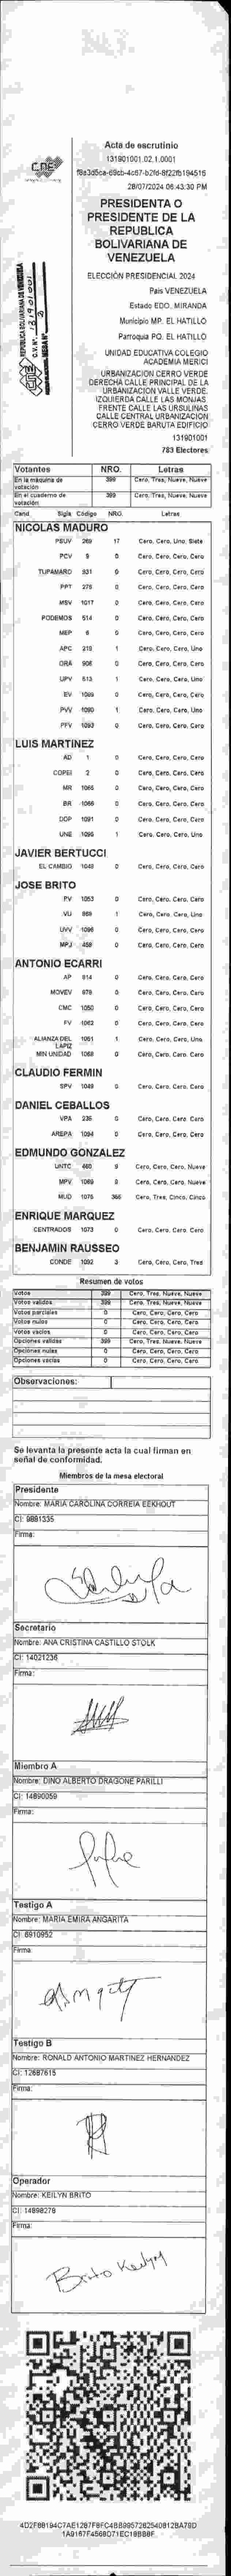 CNE
REPÚBLICA BOLIVARIANA DE VENEZUELA
C.V. N°: 131901001
MESA N°: 2
Acta de escrutinio
131901001.02.1.0001
28/07/2024 06:43:30 PM
PRESIDENTA O
PRESIDENTE DE LA
REPUBLICA
BOLIVARIANA DE
VENEZUELA
ELECCIÓN PRESIDENCIAL 2024
País VENEZUELA
Estado EDO. MIRANDA
Municipio MP. EL HATILLO
Parroquia PQ. EL HATILLO
UNIDAD EDUCATIVA COLEGIO
ACADEMIA MERICI
URBANIZACION CERRO VERDE
DERECHA CALLE PRINCIPAL DE LA
URBANIZACION VALLE VERDE.
IZQUIERDA CALLE LAS MONJAS.
FRENTE CALLE LAS URSULINAS
CALLE CENTRAL URBANIZACION
CERRO VERDE BARUTA EDIFICIO
131901001
783 Electores
Votantes NRO. Letras
En la máquina de votación 399 Cero, Tres, Nueve, Nueve
En el cuaderno de votación 399 Cero, Tres, Nueve, Nueve
Cand Sigla Código NRO. Letras
NICOLAS MADURO
PSUV 269 17 Cero, Cero, Uno, Siete
PCV 9 0 Cero, Cero, Cero, Cero
TUPAMARO 931 0 Cero, Cero, Cero, Cero
PPT 278 0 Cero, Cero, Cero, Cero
MSV 1017 0 Cero, Cero, Cero, Cero
PODEMOS 514 0 Cero, Cero, Cero, Cero
MEP 6 0 Cero, Cero, Cero, Cero
APC 219 1 Cero, Cero, Cero, Uno
ORA 906 0 Cero, Cero, Cero, Cero
UPV 513 1 Cero, Cero, Cero, Uno
EV 1089 0 Cero, Cero, Cero, Cero
PVV 1090 1 Cero, Cero, Cero, Uno
PFV 1093 0 Cero, Cero, Cero, Cero
LUIS MARTINEZ
AD 1 0 Cero, Cero, Cero, Cero
COPEI 2 0 Cero, Cero, Cero, Cero
MR 1065 0 Cero, Cero, Cero, Cero
BR 1066 0 Cero, Cero, Cero, Cero
DDP 1091 0 Cero, Cero, Cero, Cero
UNE 1096 1 Cero, Cero, Cero, Uno
JAVIER BERTUCCI
EL CAMBIO 1048 0 Cero, Cero, Cero, Cero
JOSE BRITO
PV 1053 0 Cero, Cero, Cero, Cero
VU 868 1 Cero, Cero, Cero, Uno
UVV 1098 0 Cero, Cero, Cero, Cero
MPJ 458 0 Cero, Cero, Cero, Cero
ANTONIO ECARRI
AP 914 0 Cero, Cero, Cero, Cero
MOVEV 978 0 Cero, Cero, Cero, Cero
CMC 1050 0 Cero, Cero, Cero, Cero
FV 1062 0 Cero, Cero, Cero, Cero
ALIANZA DEL LAPIZ 1051 1 Cero, Cero, Cero, Uno
MIN UNIDAD 1068 0 Cero, Cero, Cero, Cero
CLAUDIO FERMIN
SPV 1049 0 Cero, Cero, Cero, Cero
DANIEL CEBALLOS
VPA 235 0 Cero, Cero, Cero, Cero
AREPA 1094 0 Cero, Cero, Cero, Cero
EDMUNDO GONZALEZ
UNTC 460 9 Cero, Cero, Cero, Nueve
MPV 1069 9 Cero, Cero, Cero, Nueve
MUD 1075 355 Cero, Tres, Cinco, Cinco
ENRIQUE MARQUEZ
CENTRADOS 1073 0 Cero, Cero, Cero, Cero
BENJAMIN RAUSSEO
CONDE 1092 3 Cero, Cero, Cero, Tres
Resumen de votos
Votos 399 Cero, Tres, Nueve, Nueve
Votos validos 399 Cero, Tres, Nueve, Nueve
Votos parciales 0 Cero, Cero, Cero, Cero
Votos nulos 0 Cero, Cero, Cero, Cero
Votos vacios 0 Cero, Cero, Cero, Cero
Opciones validas 399 Cero, Tres, Nueve, Nueve
Opciones nulas 0 Cero, Cero, Cero, Cero
Opciones vacias 0 Cero, Cero, Cero, Cero
Observaciones:
Se levanta la presente acta la cual firman en
señal de conformidad.
Miembros de la mesa electoral
Presidente
Nombre: MARIA CAROLINA CORREIA EEKHOUT
CI: 9881335
Firma:
Secretario
Nombre: ANA CRISTINA CASTILLO STOLK
CI: 14021236
Firma:
Miembro A
Nombre: DINO ALBERTO DRAGONE PARILLI
CI: 14890059
Firma:
Testigo A
Nombre: MARIA EMIRA ANGARITA
CI: 6910952
Firma
Testigo B
Nombre: RONALD ANTONIO MARTINEZ HERNANDEZ
CI: 12687615
Firma:
Operador
Nombre: KEILYN BRITO
CI: 14898278
Firma:
Brito Keilyn